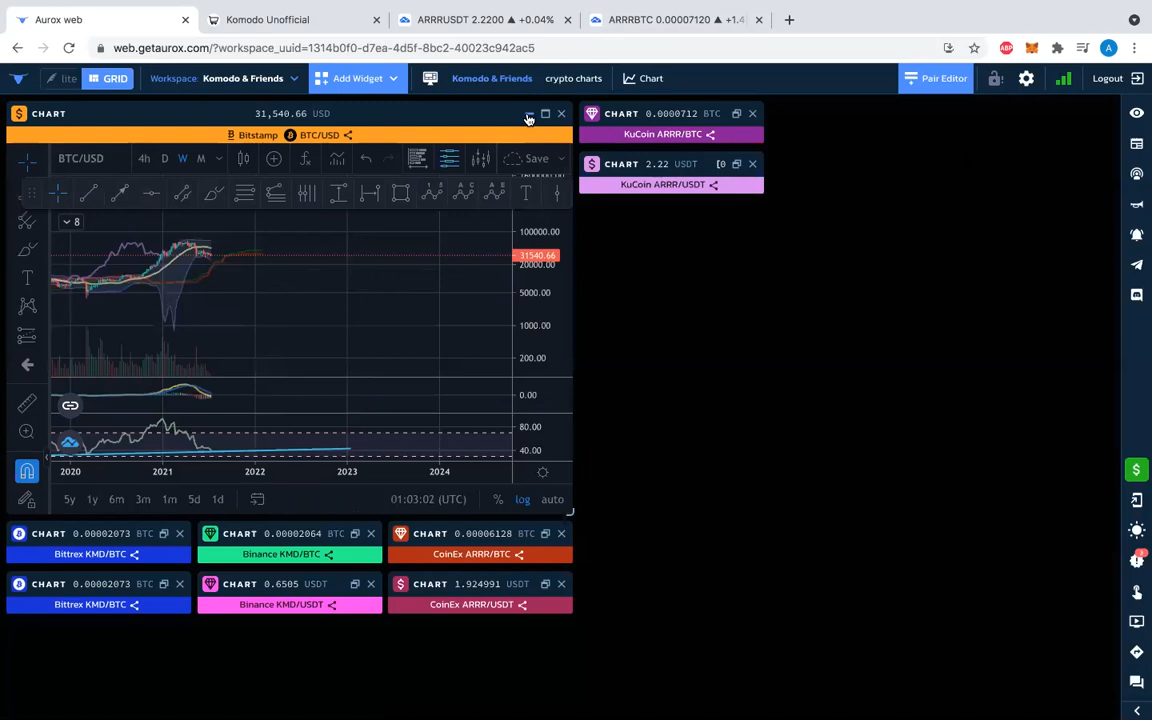 Aurox web
Komodo Unofficial
ARRRUSDT 2.2200 ▲ +0.04%
ARRRBTC 0.00007120 ▲ +1.4
web.getaurox.com/?workspace_uuid=1314b0f0-d7ea-4d5f-8bc2-40023c942ac5
ABP
A
lite GRID Workspace: Komodo & Friends Add Widget Komodo & Friends crypto charts Chart Pair Editor Logout
CHART 31,540.66 USD
Bitstamp BTC/USD
CHART 0.0000712 BTC
KuCoin ARRR/BTC
CHART 2.22 USDT [0
KuCoin ARRR/USDT
BTC/USD 4h D W M Save
T
8
100000.00
31540.66
20000.00
5000.00
1000.00
200.00
0.00
80.00
40.00
2020 2021 2022 2023 2024
5y 1y 6m 3m 1m 5d 1d 01:03:02 (UTC) % log auto
CHART 0.00002073 BTC
Bittrex KMD/BTC
CHART 0.00002064 BTC
Binance KMD/BTC
CHART 0.00006128 BTC
CoinEx ARRR/BTC
CHART 0.00002073 BTC
Bittrex KMD/BTC
CHART 0.6505 USDT
Binance KMD/USDT
CHART 1.924991 USDT
CoinEx ARRR/USDT